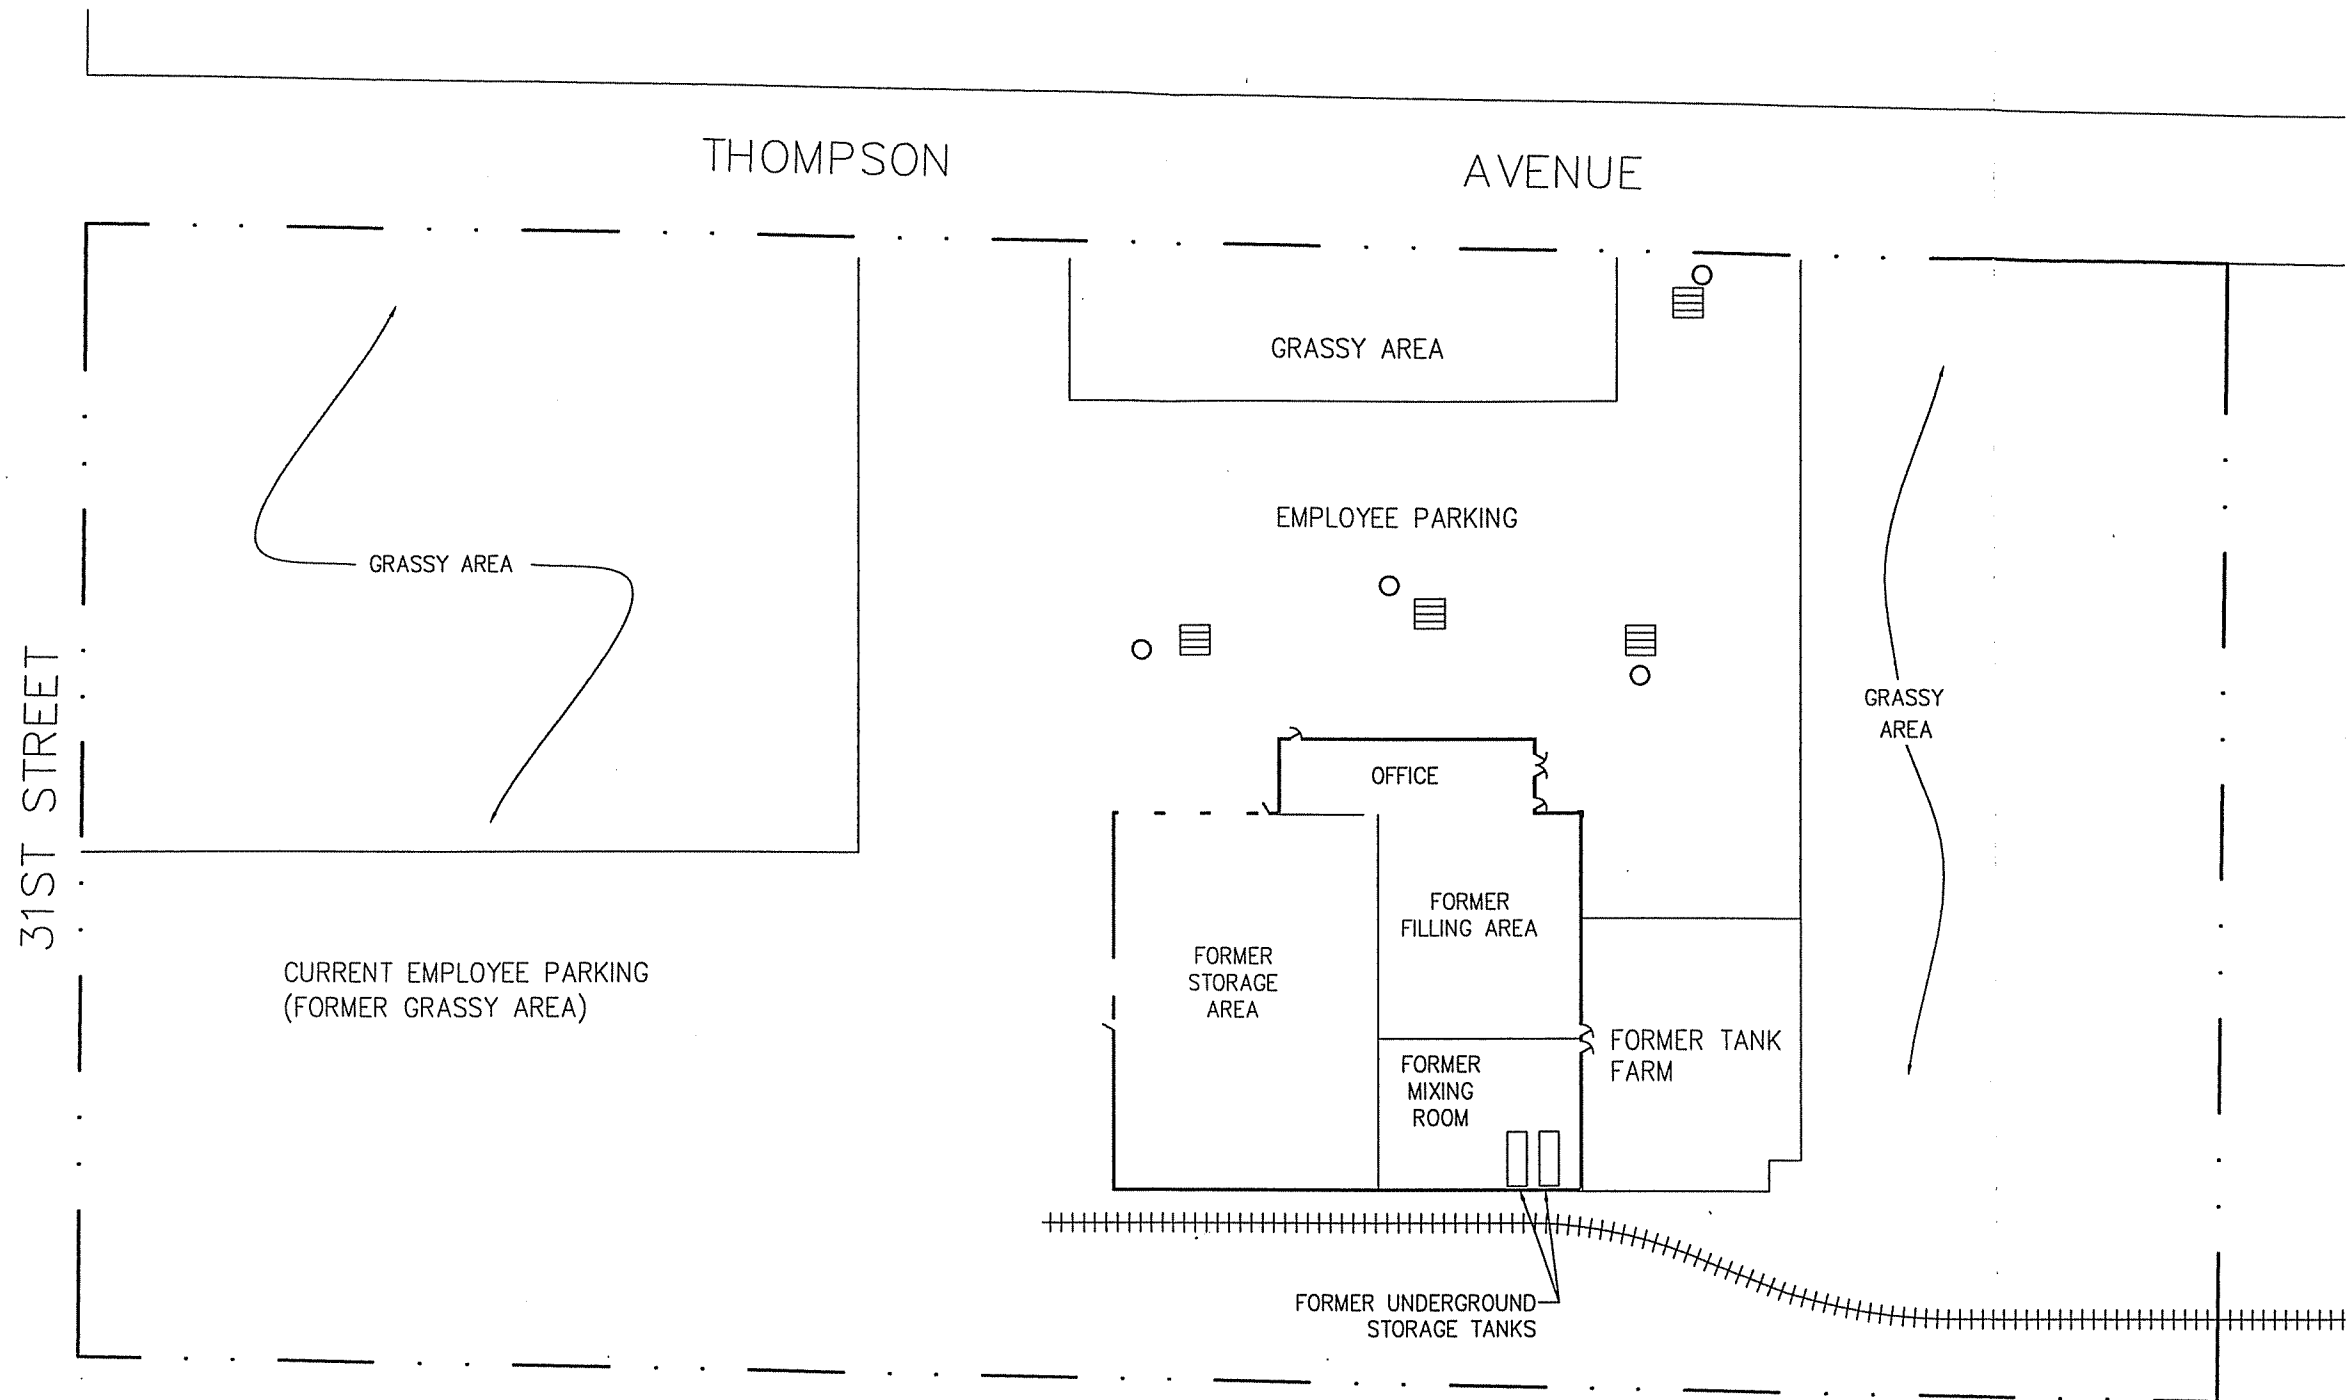 THOMPSON AVENUE
GRASSY AREA
EMPLOYEE PARKING
GRASSY AREA
31ST STREET
GRASSY
AREA
OFFICE
FORMER
FILLING AREA
FORMER
STORAGE
AREA
CURRENT EMPLOYEE PARKING
(FORMER GRASSY AREA)
FORMER TANK
FARM
FORMER
MIXING
ROOM
FORMER UNDERGROUND
STORAGE TANKS